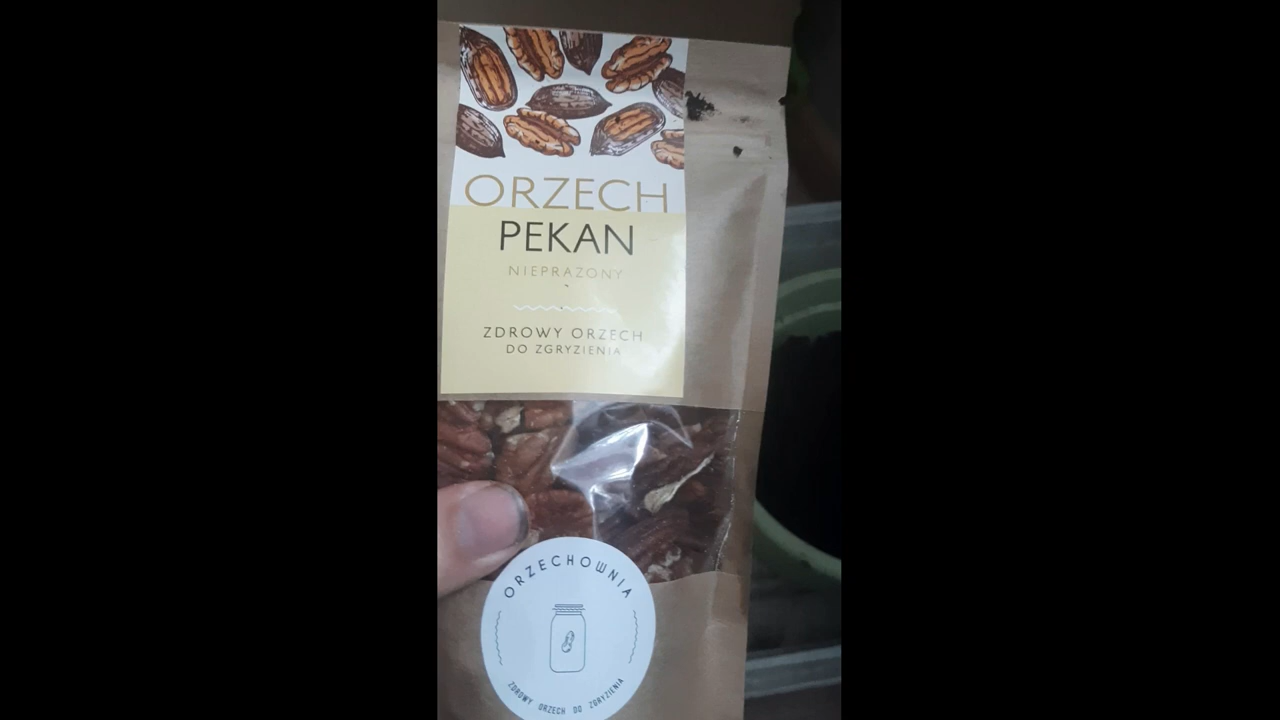 ORZECH
PEKAN
NIEPRAŻONY
ZDROWY ORZECH
DO ZGRYZIENIA
ORZECHOWNIA
ZDROWY ORZECH DO ZGRYZIENIA